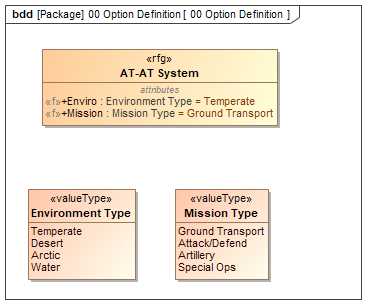 bdd [Package] 00 Option Definition [ 00 Option Definition ]
«rfg»
AT-AT System
attributes
«f»+Enviro : Environment Type = Temperate
«f»+Mission : Mission Type = Ground Transport
«valueType»
Environment Type
Temperate
Desert
Arctic
Water
«valueType»
Mission Type
Ground Transport
Attack/Defend
Artillery
Special Ops